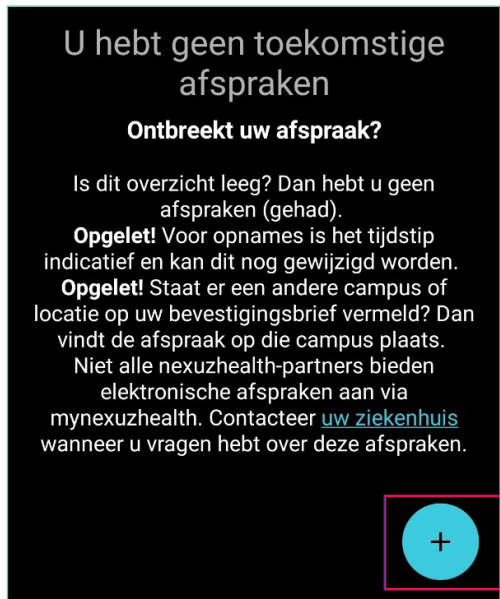 U hebt geen toekomstige
afspraken
Ontbreekt uw afspraak?
Is dit overzicht leeg? Dan hebt u geen
afspraken (gehad).
Opgelet! Voor opnames is het tijdstip
indicatief en kan dit nog gewijzigd worden.
Opgelet! Staat er een andere campus of
locatie op uw bevestigingsbrief vermeld? Dan
vindt de afspraak op die campus plaats.
Niet alle nexuzhealth-partners bieden
elektronische afspraken aan via
mynexuzhealth. Contacteer uw ziekenhuis
wanneer u vragen hebt over deze afspraken.
+